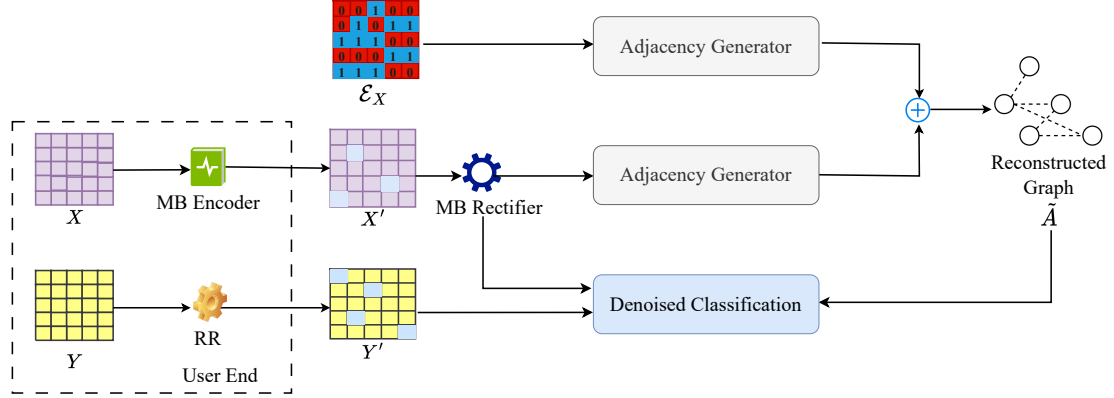 0 0 1 0 0
0 1 0 1 1
1 1 1 0 0
0 0 0 1 1
1 1 1 0 0
ℰ_X
Adjacency Generator
X
MB Encoder
X′
MB Rectifier
Adjacency Generator
Reconstructed
Graph
Ã
Y
RR
User End
Y′
Denoised Classification